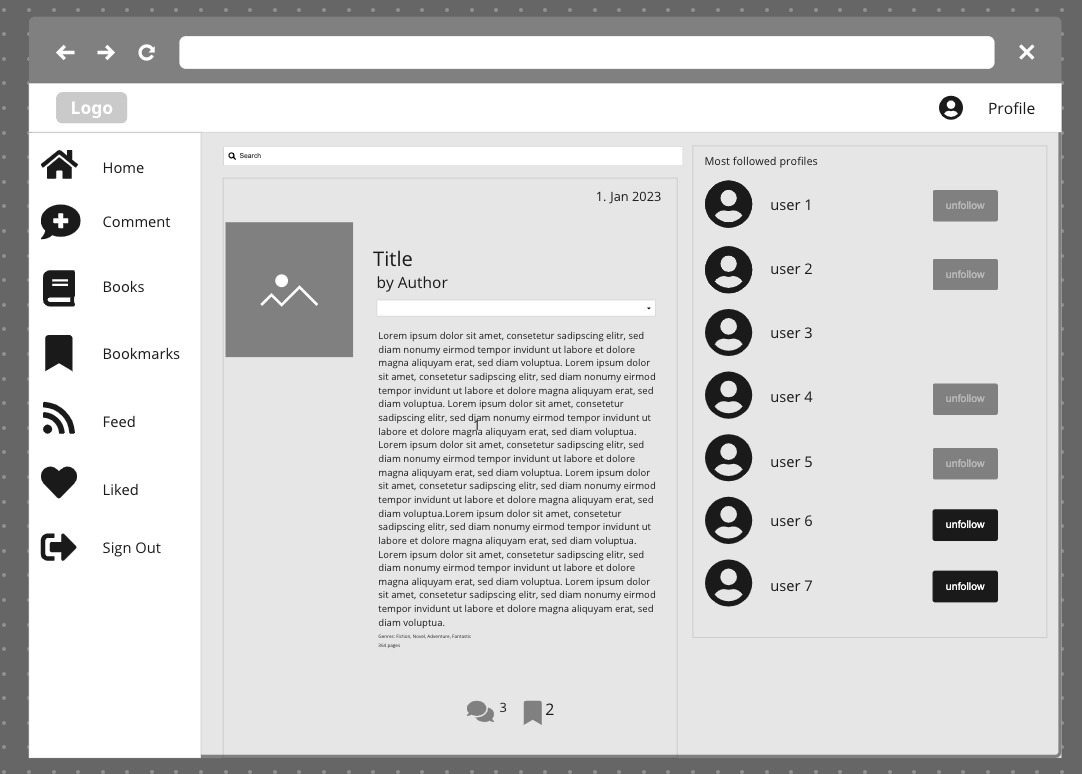 Logo
Profile
Home
Comment
Books
Bookmarks
Feed
Liked
Sign Out
Search
1. Jan 2023
Title
by Author
Lorem ipsum dolor sit amet, consetetur sadipscing elitr, sed
diam nonumy eirmod tempor invidunt ut labore et dolore
magna aliquyam erat, sed diam voluptua. Lorem ipsum dolor
sit amet, consetetur sadipscing elitr, sed diam nonumy eirmod
tempor invidunt ut labore et dolore magna aliquyam erat, sed
diam voluptua. Lorem ipsum dolor sit amet, consetetur
sadipscing elitr, sed diam nonumy eirmod tempor invidunt ut
labore et dolore magna aliquyam erat, sed diam voluptua.
Lorem ipsum dolor sit amet, consetetur sadipscing elitr, sed
diam nonumy eirmod tempor invidunt ut labore et dolore
magna aliquyam erat, sed diam voluptua. Lorem ipsum dolor
sit amet, consetetur sadipscing elitr, sed diam nonumy eirmod
tempor invidunt ut labore et dolore magna aliquyam erat, sed
diam voluptua.Lorem ipsum dolor sit amet, consetetur
sadipscing elitr, sed diam nonumy eirmod tempor invidunt ut
labore et dolore magna aliquyam erat, sed diam voluptua.
Lorem ipsum dolor sit amet, consetetur sadipscing elitr, sed
diam nonumy eirmod tempor invidunt ut labore et dolore
magna aliquyam erat, sed diam voluptua. Lorem ipsum dolor
sit amet, consetetur sadipscing elitr, sed diam nonumy eirmod
tempor invidunt ut labore et dolore magna aliquyam erat, sed
diam voluptua.
Genres: Fiction, Novel, Adventure, Fantastic
364 pages
3
2
Most followed profiles
user 1
unfollow
user 2
unfollow
user 3
user 4
unfollow
user 5
unfollow
user 6
unfollow
user 7
unfollow